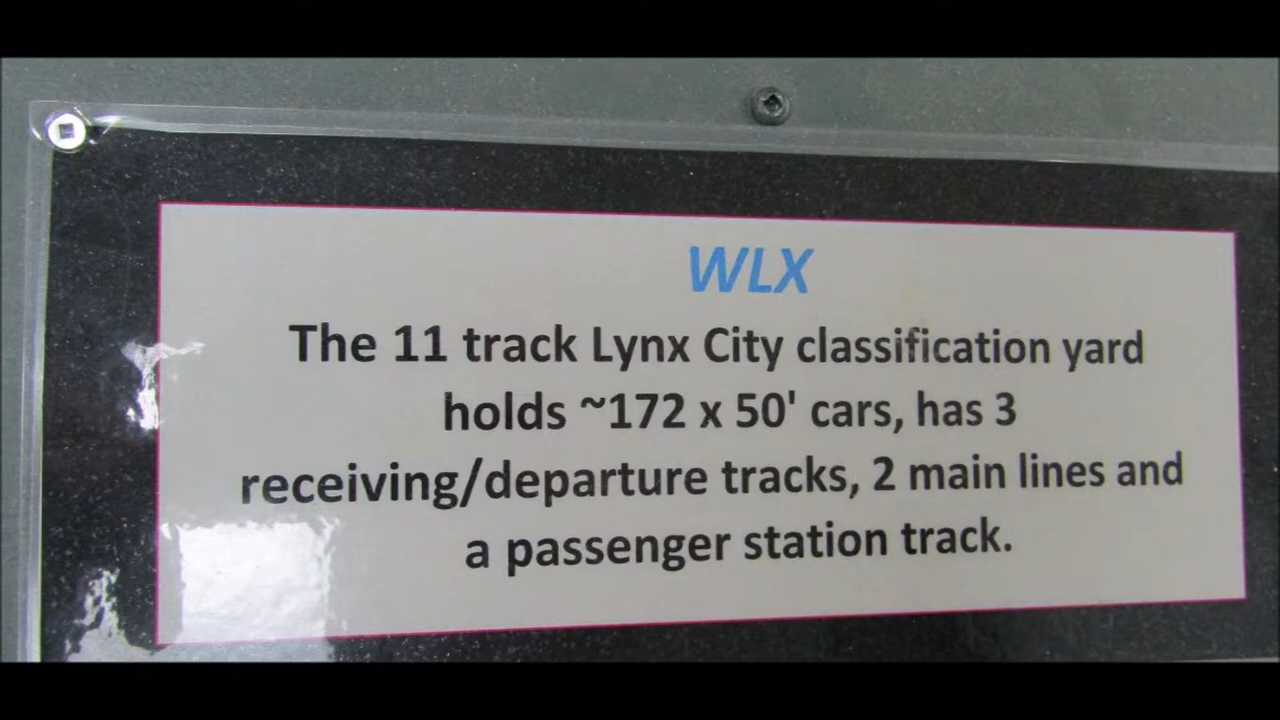 WLX
The 11 track Lynx City classification yard
holds ~172 x 50' cars, has 3
receiving/departure tracks, 2 main lines and
a passenger station track.